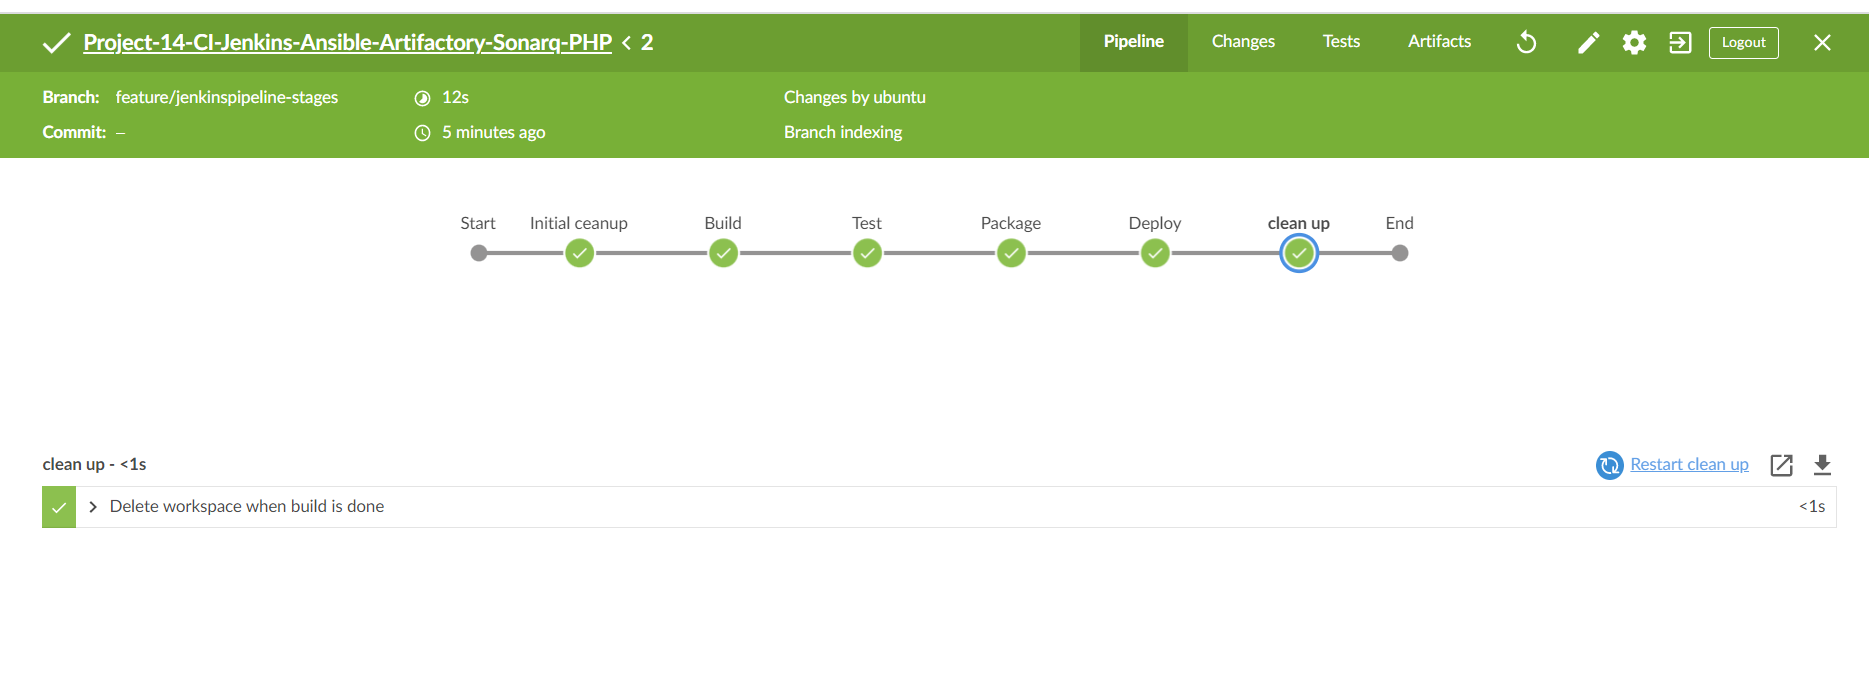 Project-14-CI-Jenkins-Ansible-Artifactory-Sonarq-PHP < 2
Pipeline Changes Tests Artifacts Logout
Branch: feature/jenkinspipeline-stages 12s Changes by ubuntu
Commit: – 5 minutes ago Branch indexing
Start Initial ceanup Build Test Package Deploy clean up End
clean up - <1s Restart clean up
Delete workspace when build is done <1s